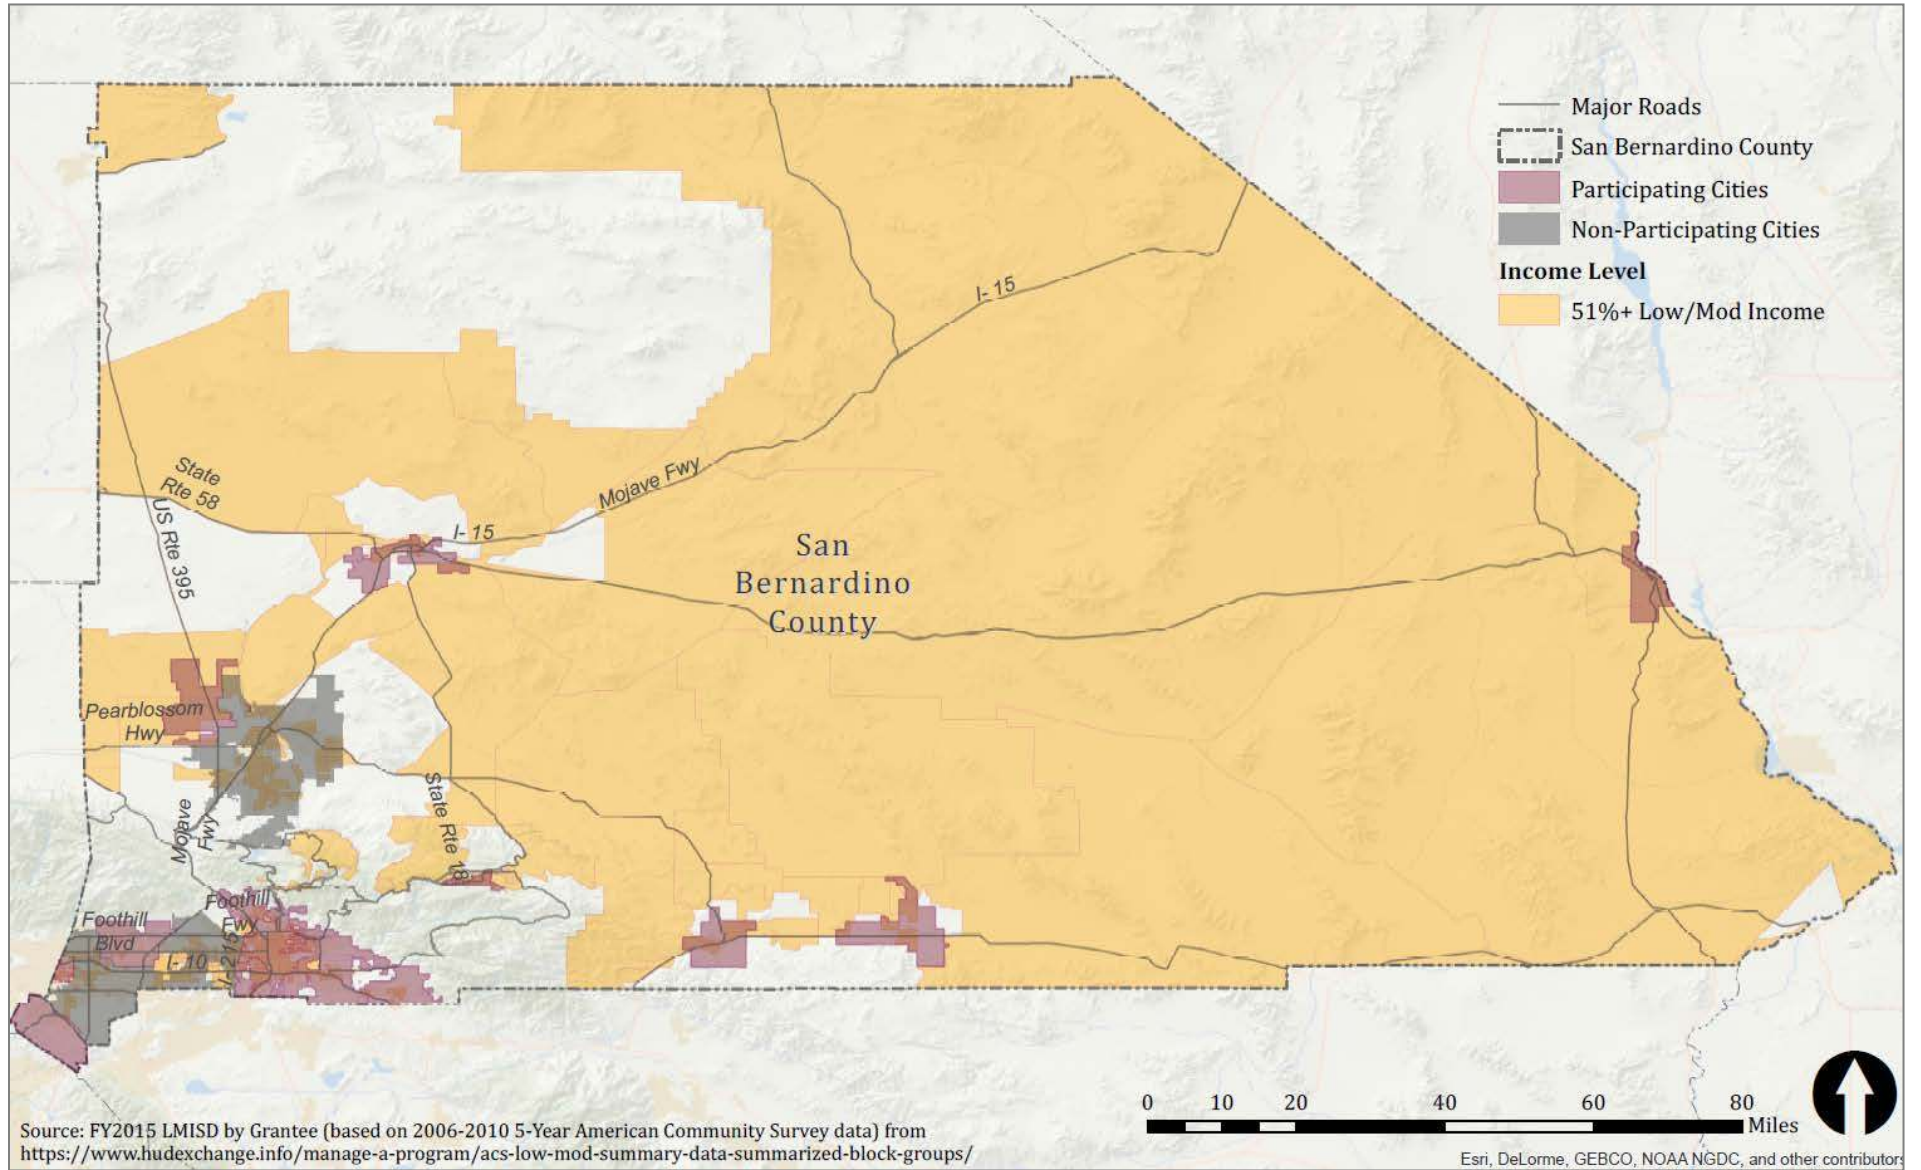 Major Roads
San Bernardino County
Participating Cities
Non-Participating Cities
Income Level
51%+ Low/Mod Income
I- 15
State
Rte 58
US Rte 395
Mojave Fwy
I- 15
San
Bernardino
County
Pearblossom
Hwy
Mojave
Fwy
State Rte 18
Foothill
Fwy
Foothill
Blvd
I- 10
I- 215
0 10 20 40 60 80
Miles
Source: FY2015 LMISD by Grantee (based on 2006-2010 5-Year American Community Survey data) from
https://www.hudexchange.info/manage-a-program/acs-low-mod-summary-data-summarized-block-groups/
Esri, DeLorme, GEBCO, NOAA NGDC, and other contributors